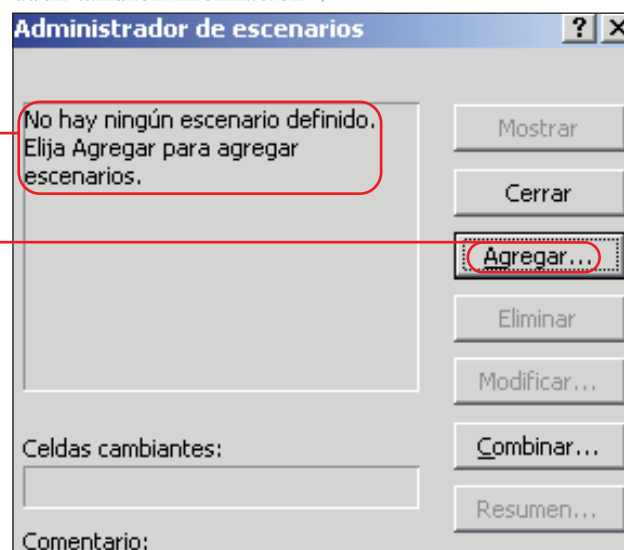 Administrador de escenarios
No hay ningún escenario definido.
Elija Agregar para agregar
escenarios.
Mostrar
Cerrar
Agregar...
Eliminar
Modificar...
Celdas cambiantes:
Combinar...
Resumen...
Comentario: